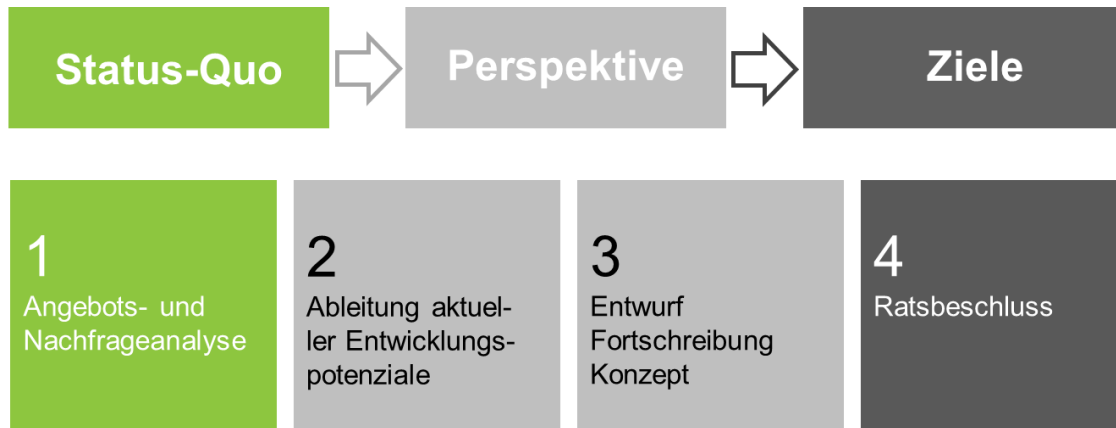 Status-Quo
Perspektive
Ziele
1
Angebots- und
Nachfrageanalyse
2
Ableitung aktuel-
ler Entwicklungs-
potenziale
3
Entwurf
Fortschreibung
Konzept
4
Ratsbeschluss